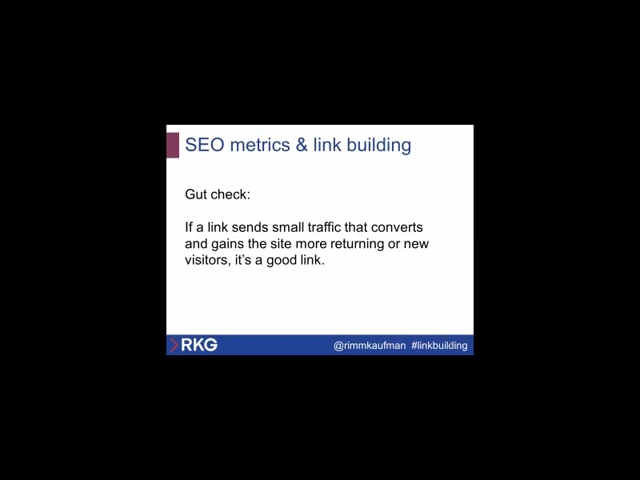 SEO metrics & link building
Gut check:
If a link sends small traffic that converts
and gains the site more returning or new
visitors, it's a good link.
RKG
@rimmkaufman #linkbuilding